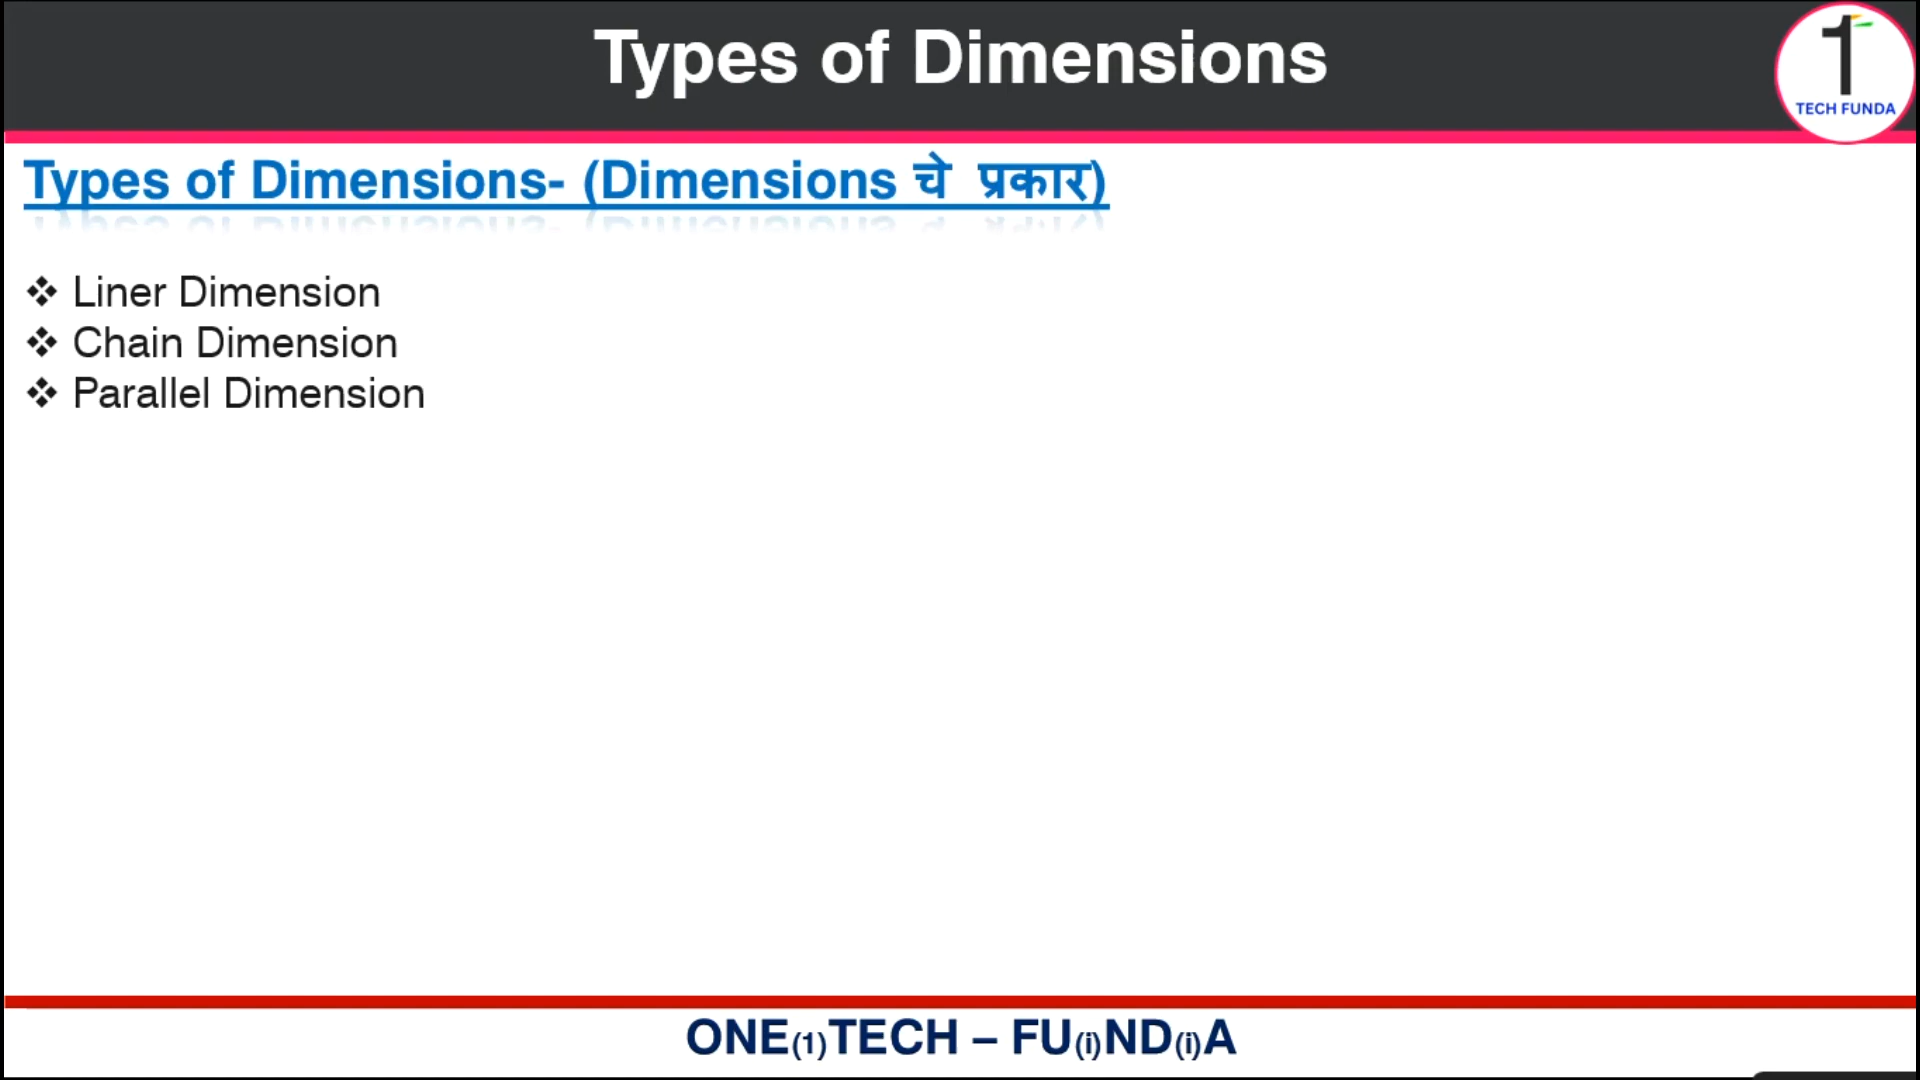 Types of Dimensions
1
TECH FUNDA
Types of Dimensions- (Dimensions चे प्रकार)
❖ Liner Dimension
❖ Chain Dimension
❖ Parallel Dimension
ONE(1)TECH – FU(i)ND(i)A